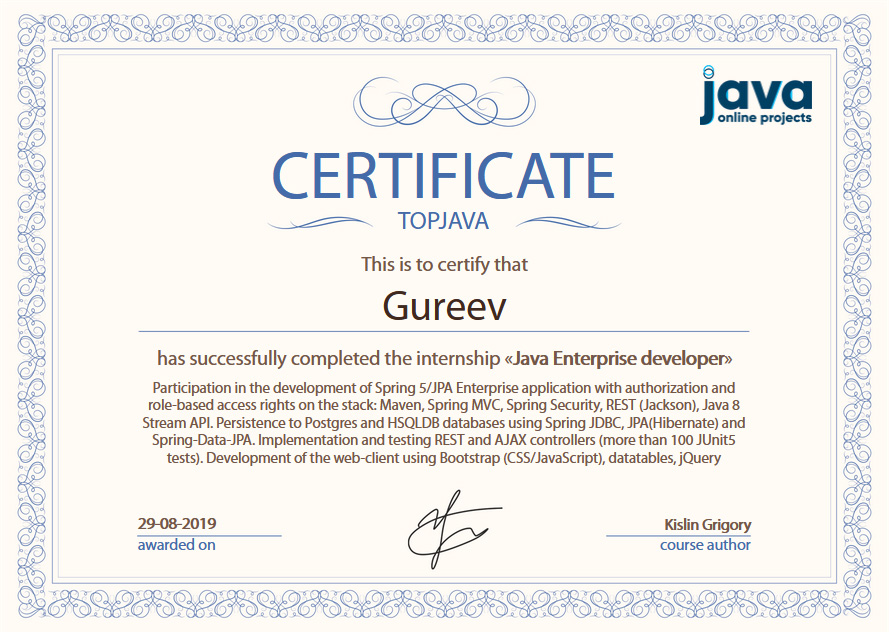 java
online projects
CERTIFICATE
TOPJAVA
This is to certify that
Gureev
has successfully completed the internship «Java Enterprise developer»
Participation in the development of Spring 5/JPA Enterprise application with authorization and
role-based access rights on the stack: Maven, Spring MVC, Spring Security, REST (Jackson), Java 8
Stream API. Persistence to Postgres and HSQLDB databases using Spring JDBC, JPA(Hibernate) and
Spring-Data-JPA. Implementation and testing REST and AJAX controllers (more than 100 JUnit5
tests). Development of the web-client using Bootstrap (CSS/JavaScript), datatables, jQuery
29-08-2019
awarded on
Kislin Grigory
course author